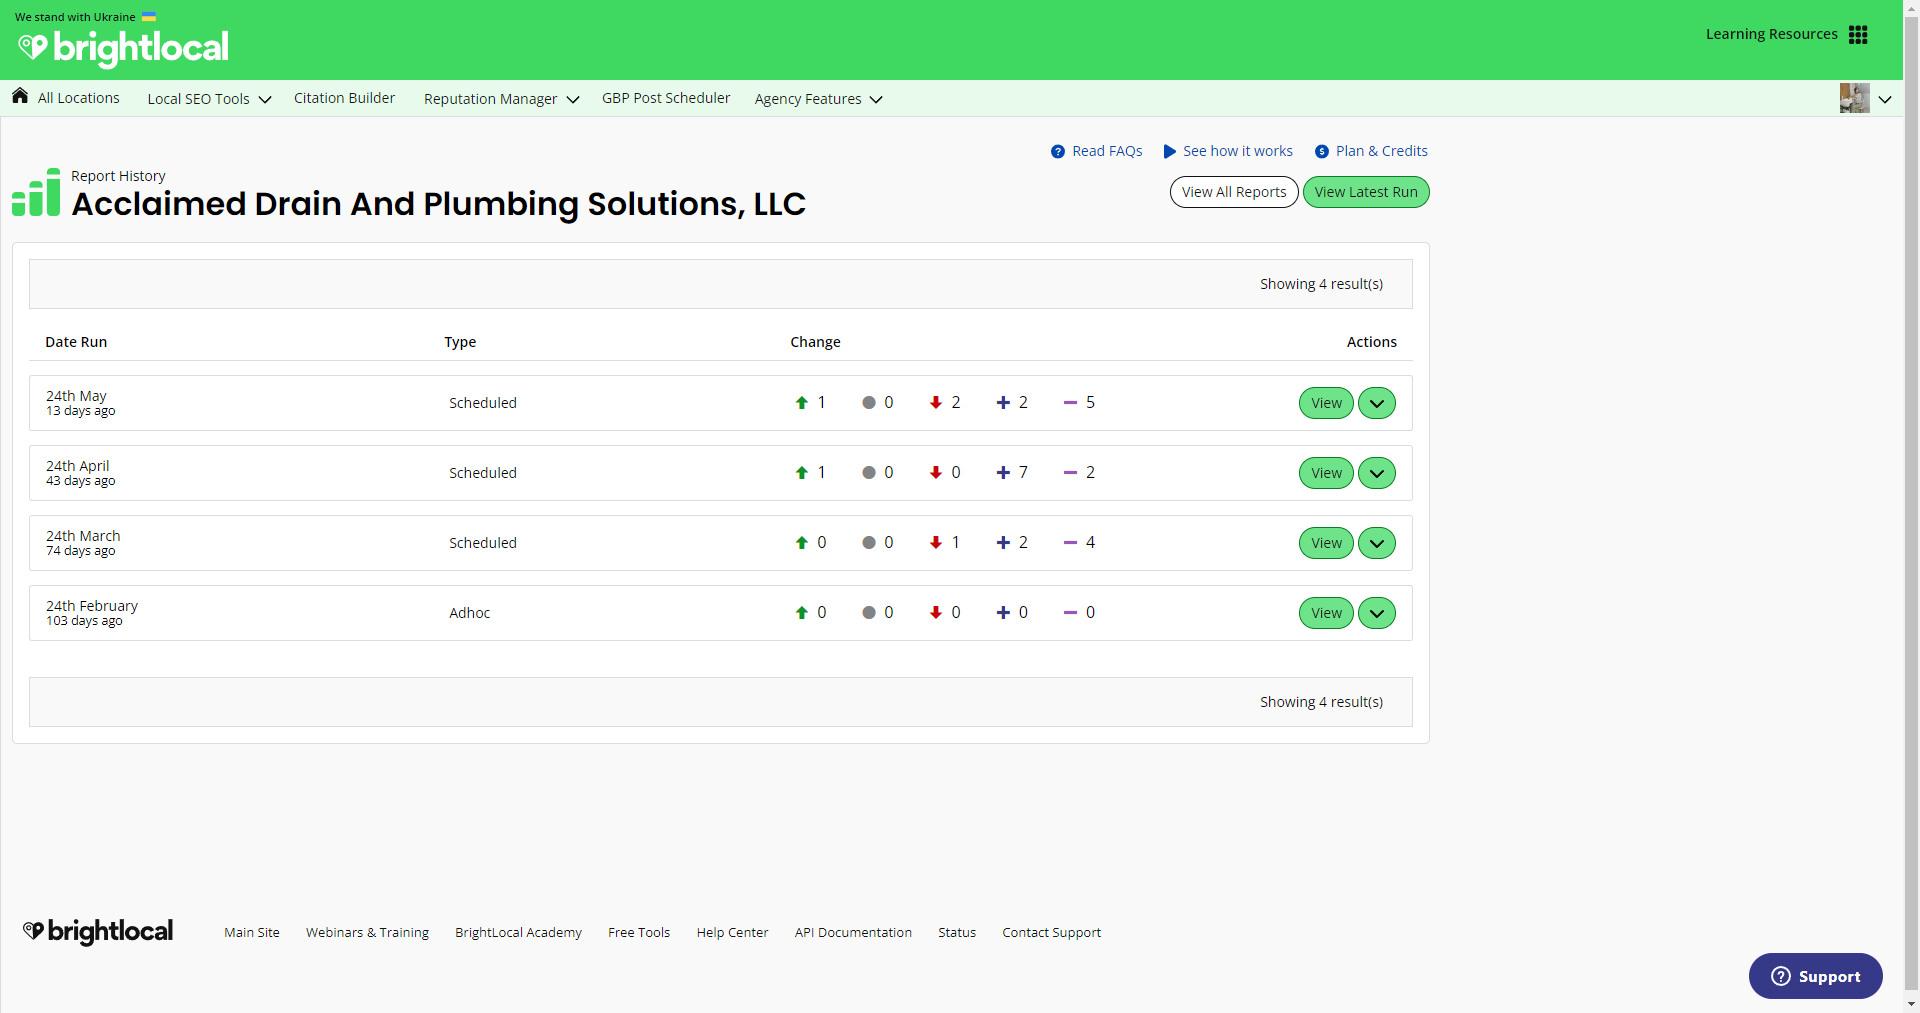 We stand with Ukraine
brightlocal
Learning Resources
All Locations
Local SEO Tools
Citation Builder
Reputation Manager
GBP Post Scheduler
Agency Features
Read FAQs
See how it works
Plan & Credits
Report History
Acclaimed Drain And Plumbing Solutions, LLC
View All Reports
View Latest Run
Showing 4 result(s)
Date Run Type Change Actions
24th May
13 days ago
Scheduled 1 0 2 2 5 View
24th April
43 days ago
Scheduled 1 0 0 7 2 View
24th March
74 days ago
Scheduled 0 0 1 2 4 View
24th February
103 days ago
Adhoc 0 0 0 0 0 View
Showing 4 result(s)
brightlocal
Main Site
Webinars & Training
BrightLocal Academy
Free Tools
Help Center
API Documentation
Status
Contact Support
Support